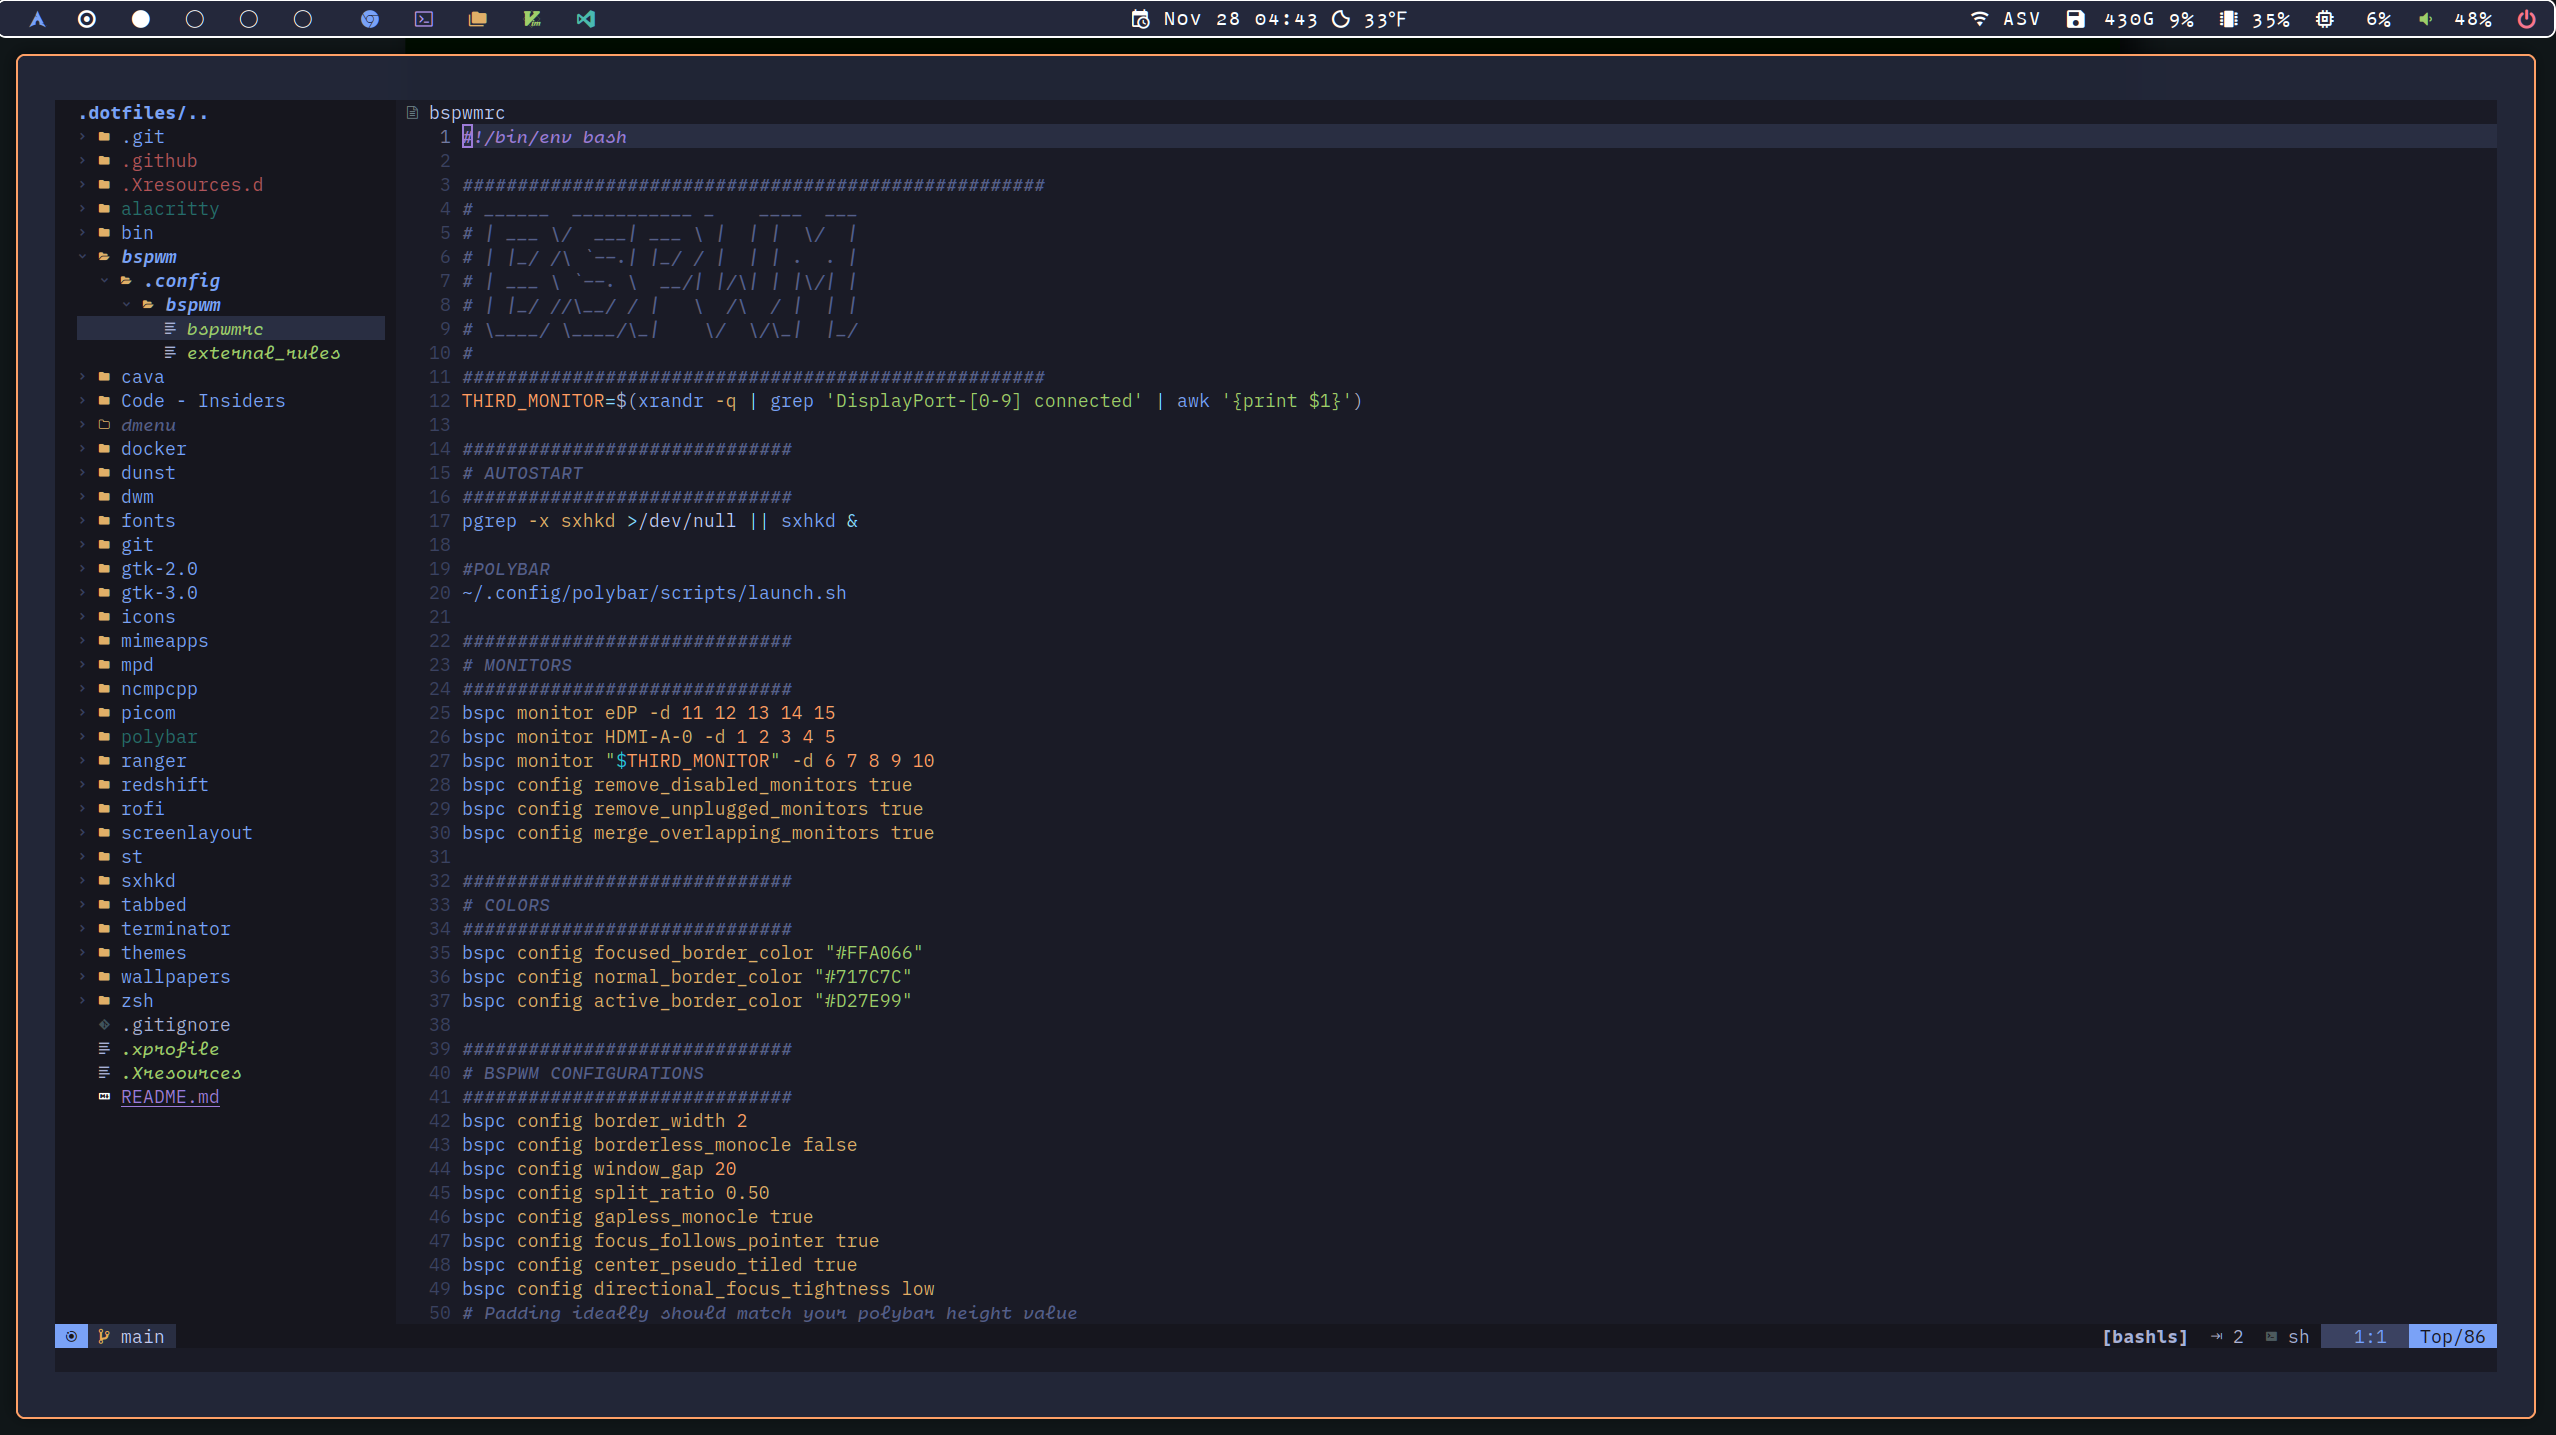 Nov 28 04:43 33°F ASV 430G 9% 35% 6% 48%
.dotfiles/..
.git
.github
.Xresources.d
alacritty
bin
bspwm
.config
bspwm
bspwmrc
external_rules
cava
Code - Insiders
dmenu
docker
dunst
dwm
fonts
git
gtk-2.0
gtk-3.0
icons
mimeapps
mpd
ncmpcpp
picom
polybar
ranger
redshift
rofi
screenlayout
st
sxhkd
tabbed
terminator
themes
wallpapers
zsh
.gitignore
.xprofile
.Xresources
README.md
bspwmrc
1 #!/bin/env bash
2
3 #####################################################
4 # ______  ___________ _    ____  ___
5 # | ___ \/  ___| ___ \ |  | |  \/  |
6 # | |_/ /\ `--.| |_/ / |  | | .  . |
7 # | ___ \ `--. \  __/| |/\| | |\/| |
8 # | |_/ //\__/ / |   \  /\  / |  | |
9 # \____/ \____/\_|    \/  \/\_|  |_/
10 #
11 #####################################################
12 THIRD_MONITOR=$(xrandr -q | grep 'DisplayPort-[0-9] connected' | awk '{print $1}')
13
14 ##############################
15 # AUTOSTART
16 ##############################
17 pgrep -x sxhkd >/dev/null || sxhkd &
18
19 #POLYBAR
20 ~/.config/polybar/scripts/launch.sh
21
22 ##############################
23 # MONITORS
24 ##############################
25 bspc monitor eDP -d 11 12 13 14 15
26 bspc monitor HDMI-A-0 -d 1 2 3 4 5
27 bspc monitor "$THIRD_MONITOR" -d 6 7 8 9 10
28 bspc config remove_disabled_monitors true
29 bspc config remove_unplugged_monitors true
30 bspc config merge_overlapping_monitors true
31
32 ##############################
33 # COLORS
34 ##############################
35 bspc config focused_border_color "#FFA066"
36 bspc config normal_border_color "#717C7C"
37 bspc config active_border_color "#D27E99"
38
39 ##############################
40 # BSPWM CONFIGURATIONS
41 ##############################
42 bspc config border_width 2
43 bspc config borderless_monocle false
44 bspc config window_gap 20
45 bspc config split_ratio 0.50
46 bspc config gapless_monocle true
47 bspc config focus_follows_pointer true
48 bspc config center_pseudo_tiled true
49 bspc config directional_focus_tightness low
50 # Padding ideally should match your polybar height value
main [bashls] ⇥ 2 sh 1:1 Top/86